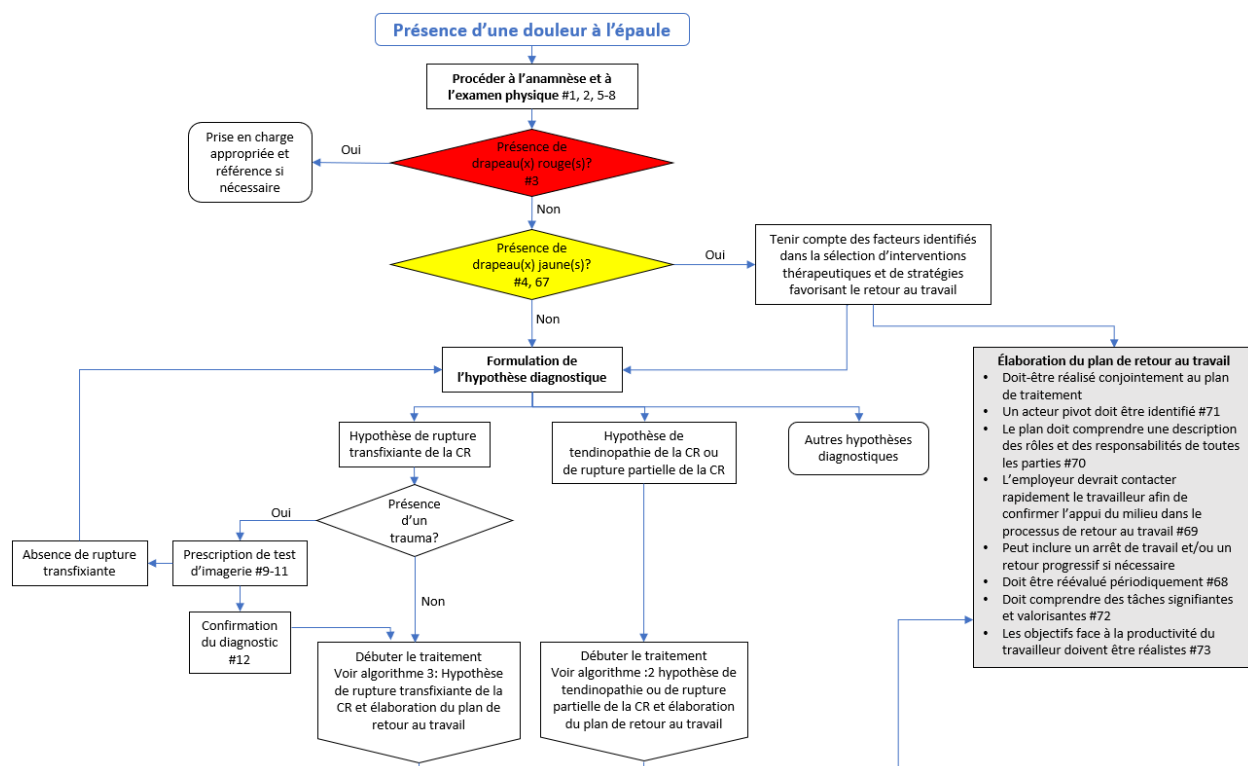 Présence d’une douleur à l’épaule
Procéder à l’anamnèse et à
l’examen physique #1, 2, 5-8
Prise en charge
appropriée et
référence si
nécessaire
Oui
Présence de
drapeau(x) rouge(s)?
#3
Non
Présence de
drapeau(x) jaune(s)?
#4, 67
Oui
Tenir compte des facteurs identifiés
dans la sélection d’interventions
thérapeutiques et de stratégies
favorisant le retour au travail
Non
Formulation de
l’hypothèse diagnostique
Hypothèse de rupture
transfixiante de la CR
Hypothèse de
tendinopathie de la CR ou
de rupture partielle de la CR
Autres hypothèses
diagnostiques
Présence
d’un
trauma?
Oui
Absence de rupture
transfixiante
Prescription de test
d’imagerie #9-11
Non
Confirmation
du diagnostic
#12
Débuter le traitement
Voir algorithme 3: Hypothèse
de rupture transfixiante de la
CR et élaboration du plan de
retour au travail
Débuter le traitement
Voir algorithme :2 hypothèse de
tendinopathie ou de rupture
partielle de la CR et élaboration
du plan de retour au travail
Élaboration du plan de retour au travail
• Doit-être réalisé conjointement au plan
de traitement
• Un acteur pivot doit être identifié #71
• Le plan doit comprendre une description
des rôles et des responsabilités de toutes
les parties #70
• L’employeur devrait contacter
rapidement le travailleur afin de
confirmer l’appui du milieu dans le
processus de retour au travail #69
• Peut inclure un arrêt de travail et/ou un
retour progressif si nécessaire
• Doit être réévalué périodiquement #68
• Doit comprendre des tâches signifiantes
et valorisantes #72
• Les objectifs face à la productivité du
travailleur doivent être réalistes #73